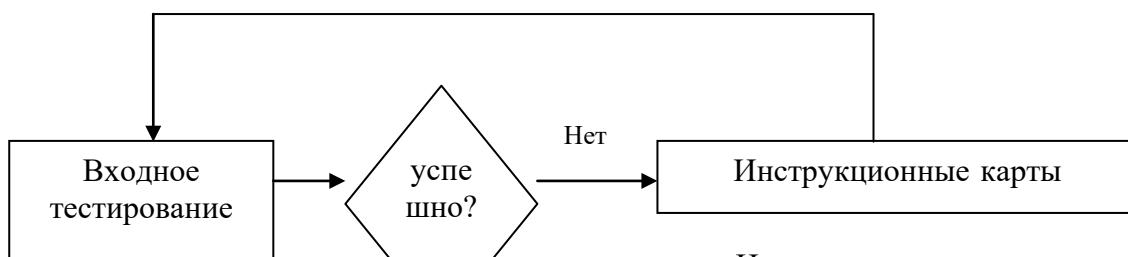 Нет
Входное
тестирование
успе
шно?
Инструкционные карты